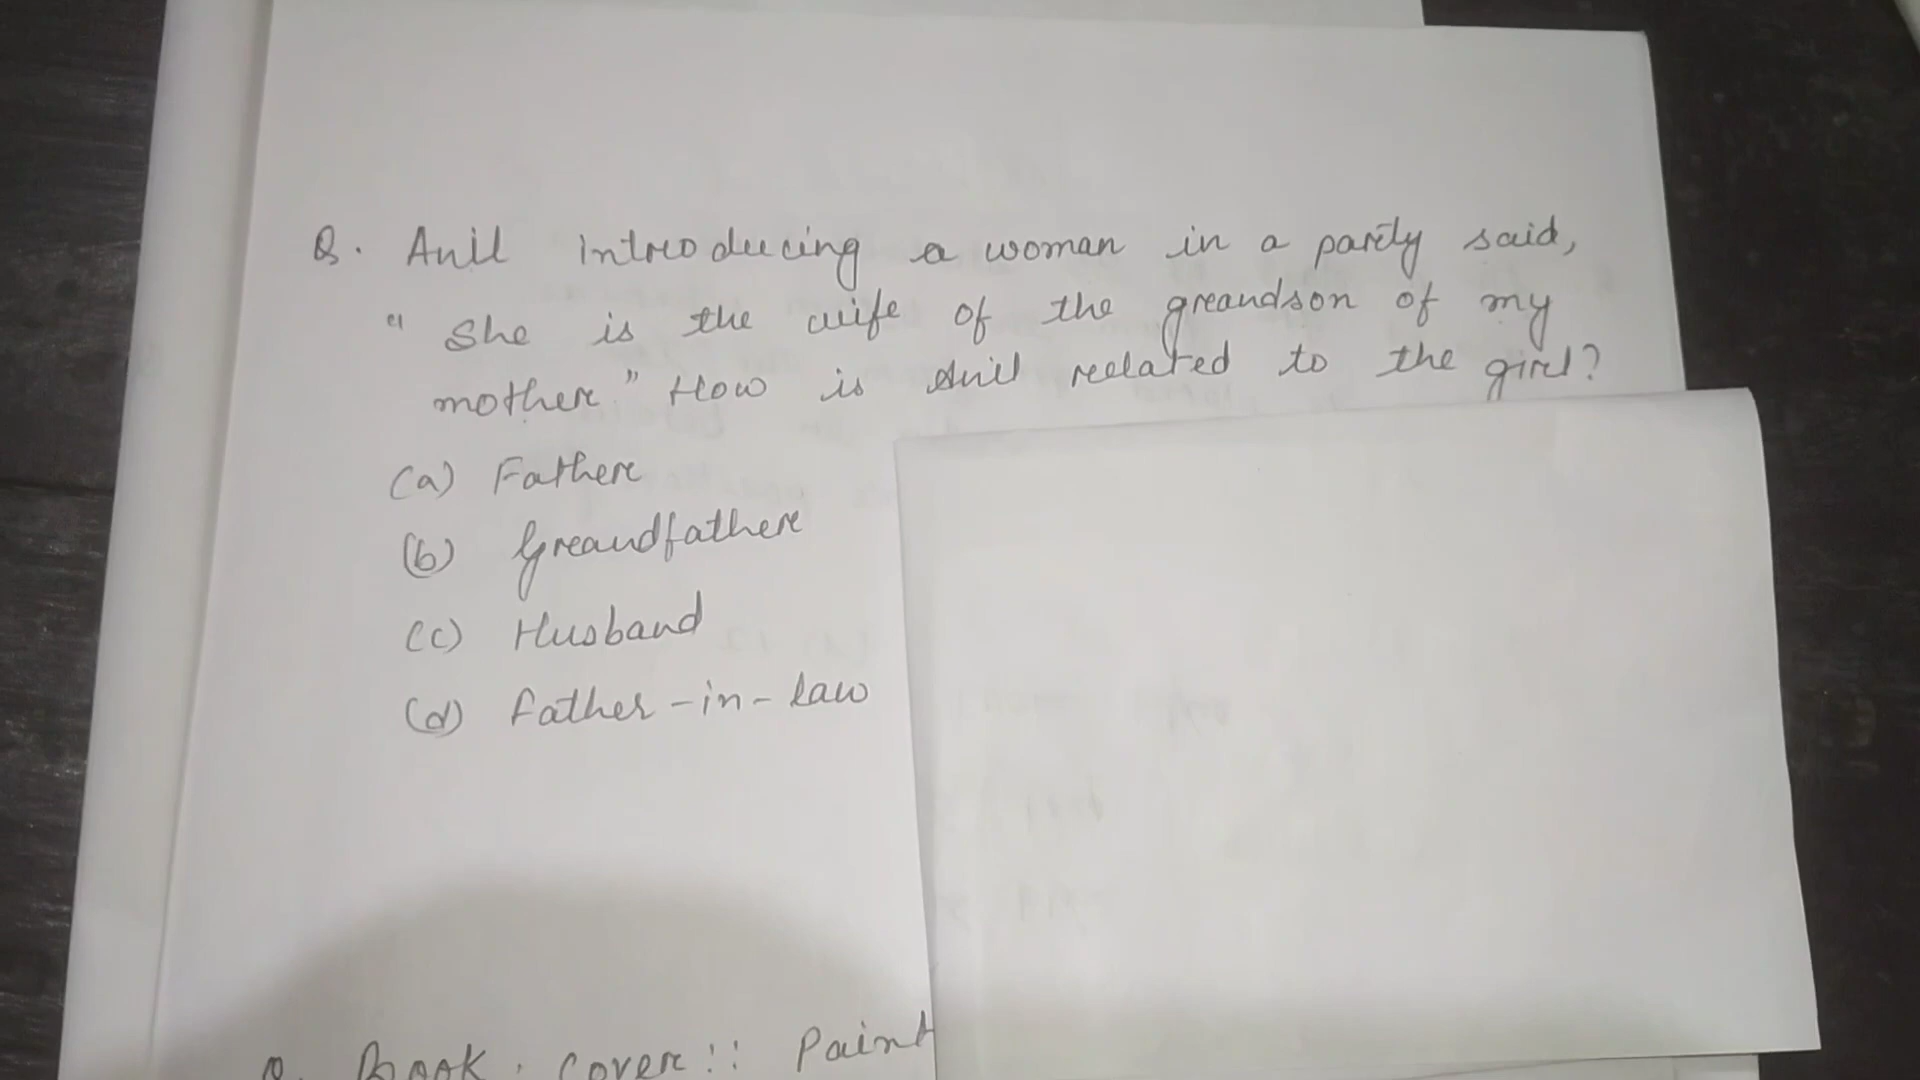 Q. Anil introducing a woman in a party said,
" She is the wife of the grandson of my
mother " How is Anil related to the girl?
(a) Father
(b) Grandfather
(c) Husband
(d) Father-in-law
Q. Book : Cover :: Paint